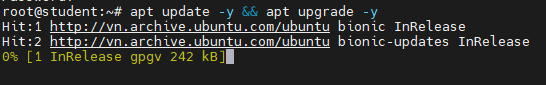 root@student:~# apt update -y && apt upgrade -y
Hit:1 http://vn.archive.ubuntu.com/ubuntu bionic InRelease
Hit:2 http://vn.archive.ubuntu.com/ubuntu bionic-updates InRelease
0% [1 InRelease gpgv 242 kB]